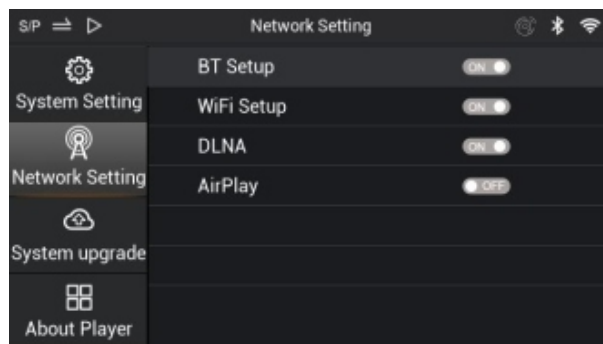 S/P
Network Setting
System Setting
Network Setting
System upgrade
About Player
BT Setup ON
WiFi Setup ON
DLNA ON
AirPlay OFF